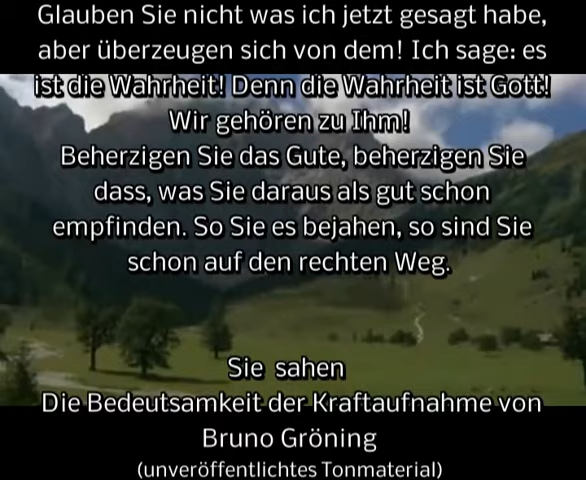 Glauben Sie nicht was ich jetzt gesagt habe,
aber überzeugen sich von dem! Ich sage: es
ist die Wahrheit! Denn die Wahrheit ist Gott!
Wir gehören zu Ihm!
Beherzigen Sie das Gute, beherzigen Sie
dass, was Sie daraus als gut schon
empfinden. So Sie es bejahen, so sind Sie
schon auf den rechten Weg.
Sie sahen
Die Bedeutsamkeit der Kraftaufnahme von
Bruno Gröning
(unveröffentlichtes Tonmaterial)